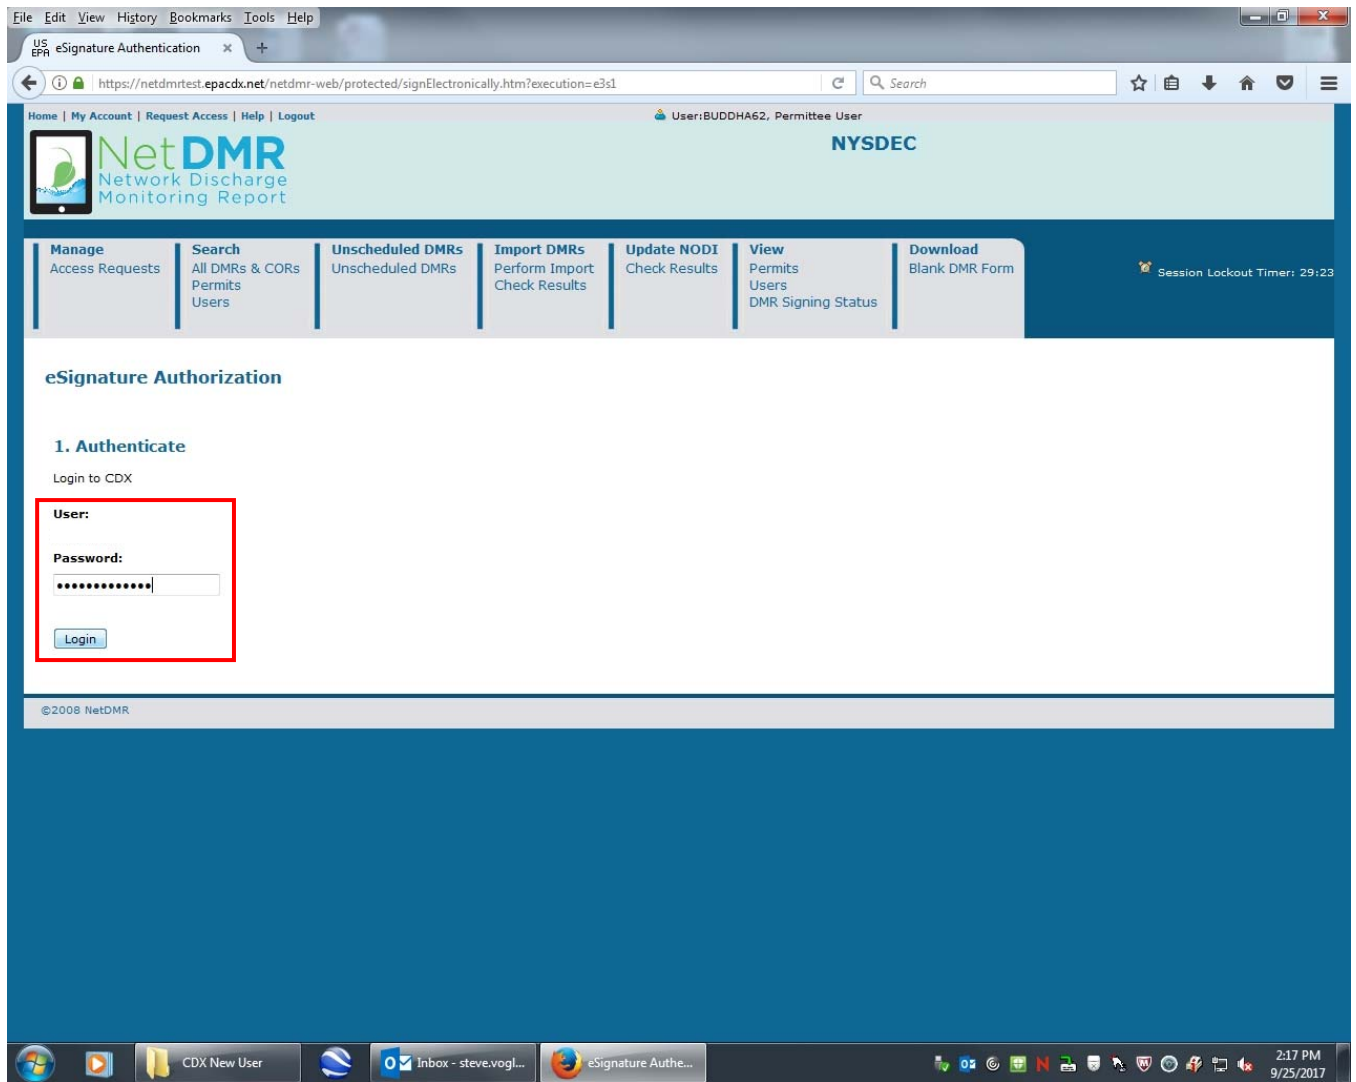 File Edit View History Bookmarks Tools Help
US EPA eSignature Authentication × +
https://netdmrtest.epacdx.net/netdmr-web/protected/signElectronically.htm?execution=e3s1 Search
Home | My Account | Request Access | Help | Logout User:BUDDHA62, Permittee User
NYSDEC
NetDMR
Network Discharge
Monitoring Report
Manage
Access Requests
Search
All DMRs & CORs
Permits
Users
Unscheduled DMRs
Unscheduled DMRs
Import DMRs
Perform Import
Check Results
Update NODI
Check Results
View
Permits
Users
DMR Signing Status
Download
Blank DMR Form
Session Lockout Timer: 29:23
eSignature Authorization
1. Authenticate
Login to CDX
User:
Password:
•••••••••••••
Login
©2008 NetDMR
CDX New User
Inbox - steve.vogl...
eSignature Authe...
2:17 PM
9/25/2017